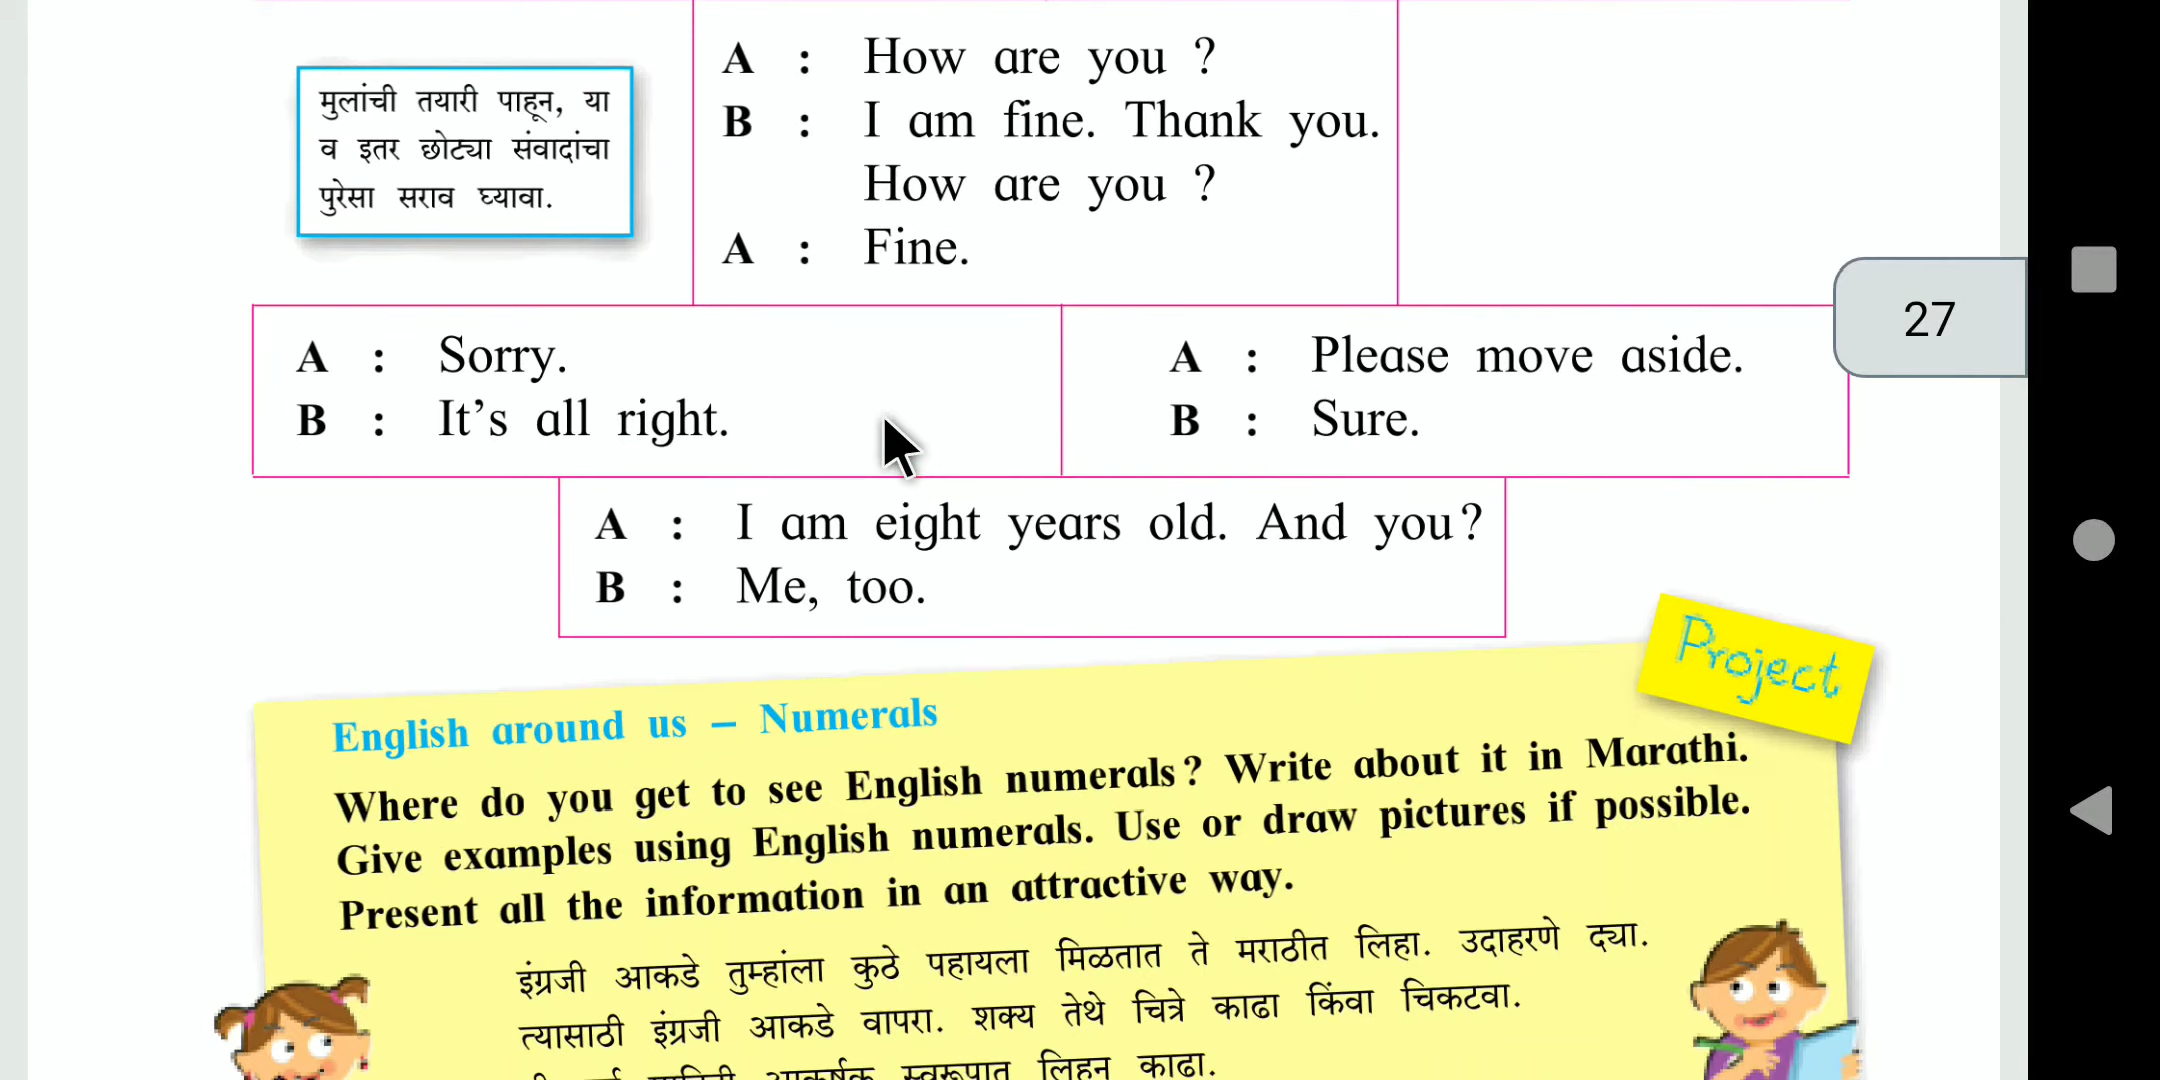 मुलांची तयारी पाहून, या
व इतर छोट्या संवादांचा
पुरेसा सराव घ्यावा.
A : How are you ?
B : I am fine. Thank you.
How are you ?
A : Fine.
27
A : Sorry.
B : It's all right.
A : Please move aside.
B : Sure.
A : I am eight years old. And you?
B : Me, too.
Project
English around us – Numerals
Where do you get to see English numerals? Write about it in Marathi.
Give examples using English numerals. Use or draw pictures if possible.
Present all the information in an attractive way.
इंग्रजी आकडे तुम्हांला कुठे पहायला मिळतात ते मराठीत लिहा. उदाहरणे द्या.
त्यासाठी इंग्रजी आकडे वापरा. शक्य तेथे चित्रे काढा किंवा चिकटवा.
आकर्षक स्वरूपात लिहून काढा.